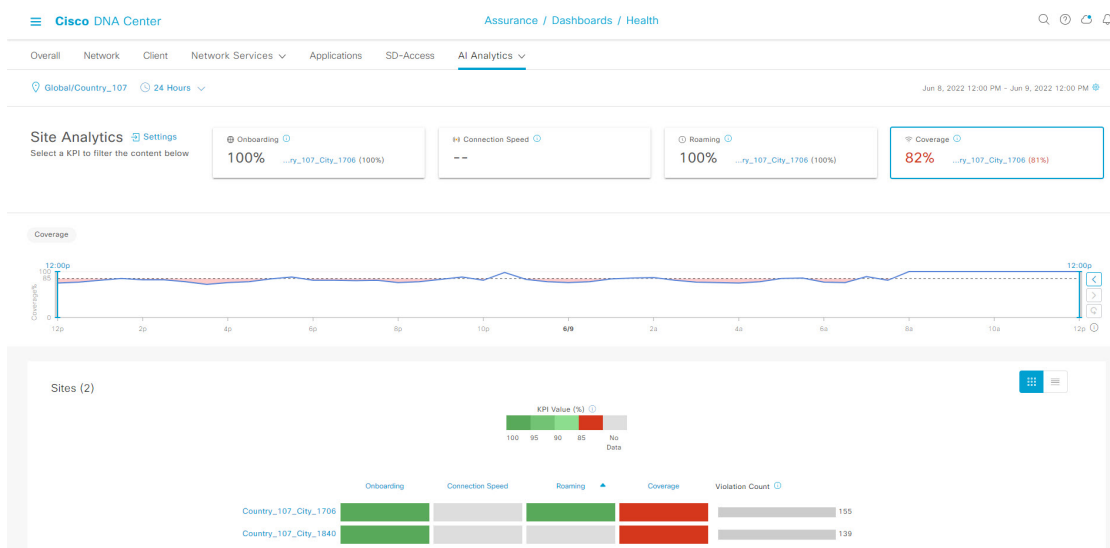 Cisco DNA Center
Assurance / Dashboards / Health
Overall Network Client Network Services Applications SD-Access AI Analytics
Global/Country_107 24 Hours
Jun 8, 2022 12:00 PM – Jun 9, 2022 12:00 PM
Site Analytics Settings
Select a KPI to filter the content below
Onboarding
100% ...ry_107_City_1706 (100%)
Connection Speed
--
Roaming
100% ...ry_107_City_1706 (100%)
Coverage
82% ...ry_107_City_1706 (81%)
Coverage
12:00p 12:00p
100
85
Coverage%
0
12p 2p 4p 6p 8p 10p 6/9 2a 4a 6a 8a 10a 12p
Sites (2)
KPI Value (%)
100 95 90 85 No Data
Onboarding Connection Speed Roaming Coverage Violation Count
Country_107_City_1706 155
Country_107_City_1840 139